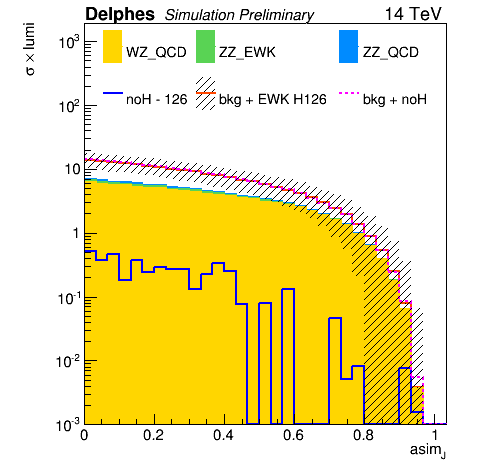 Delphes Simulation Preliminary 14 TeV
σ × lumi
WZ_QCD ZZ_EWK ZZ_QCD
noH - 126 bkg + EWK H126 bkg + noH
10³
10²
10
1
10⁻¹
10⁻²
10⁻³
0 0.2 0.4 0.6 0.8 1
asim_J